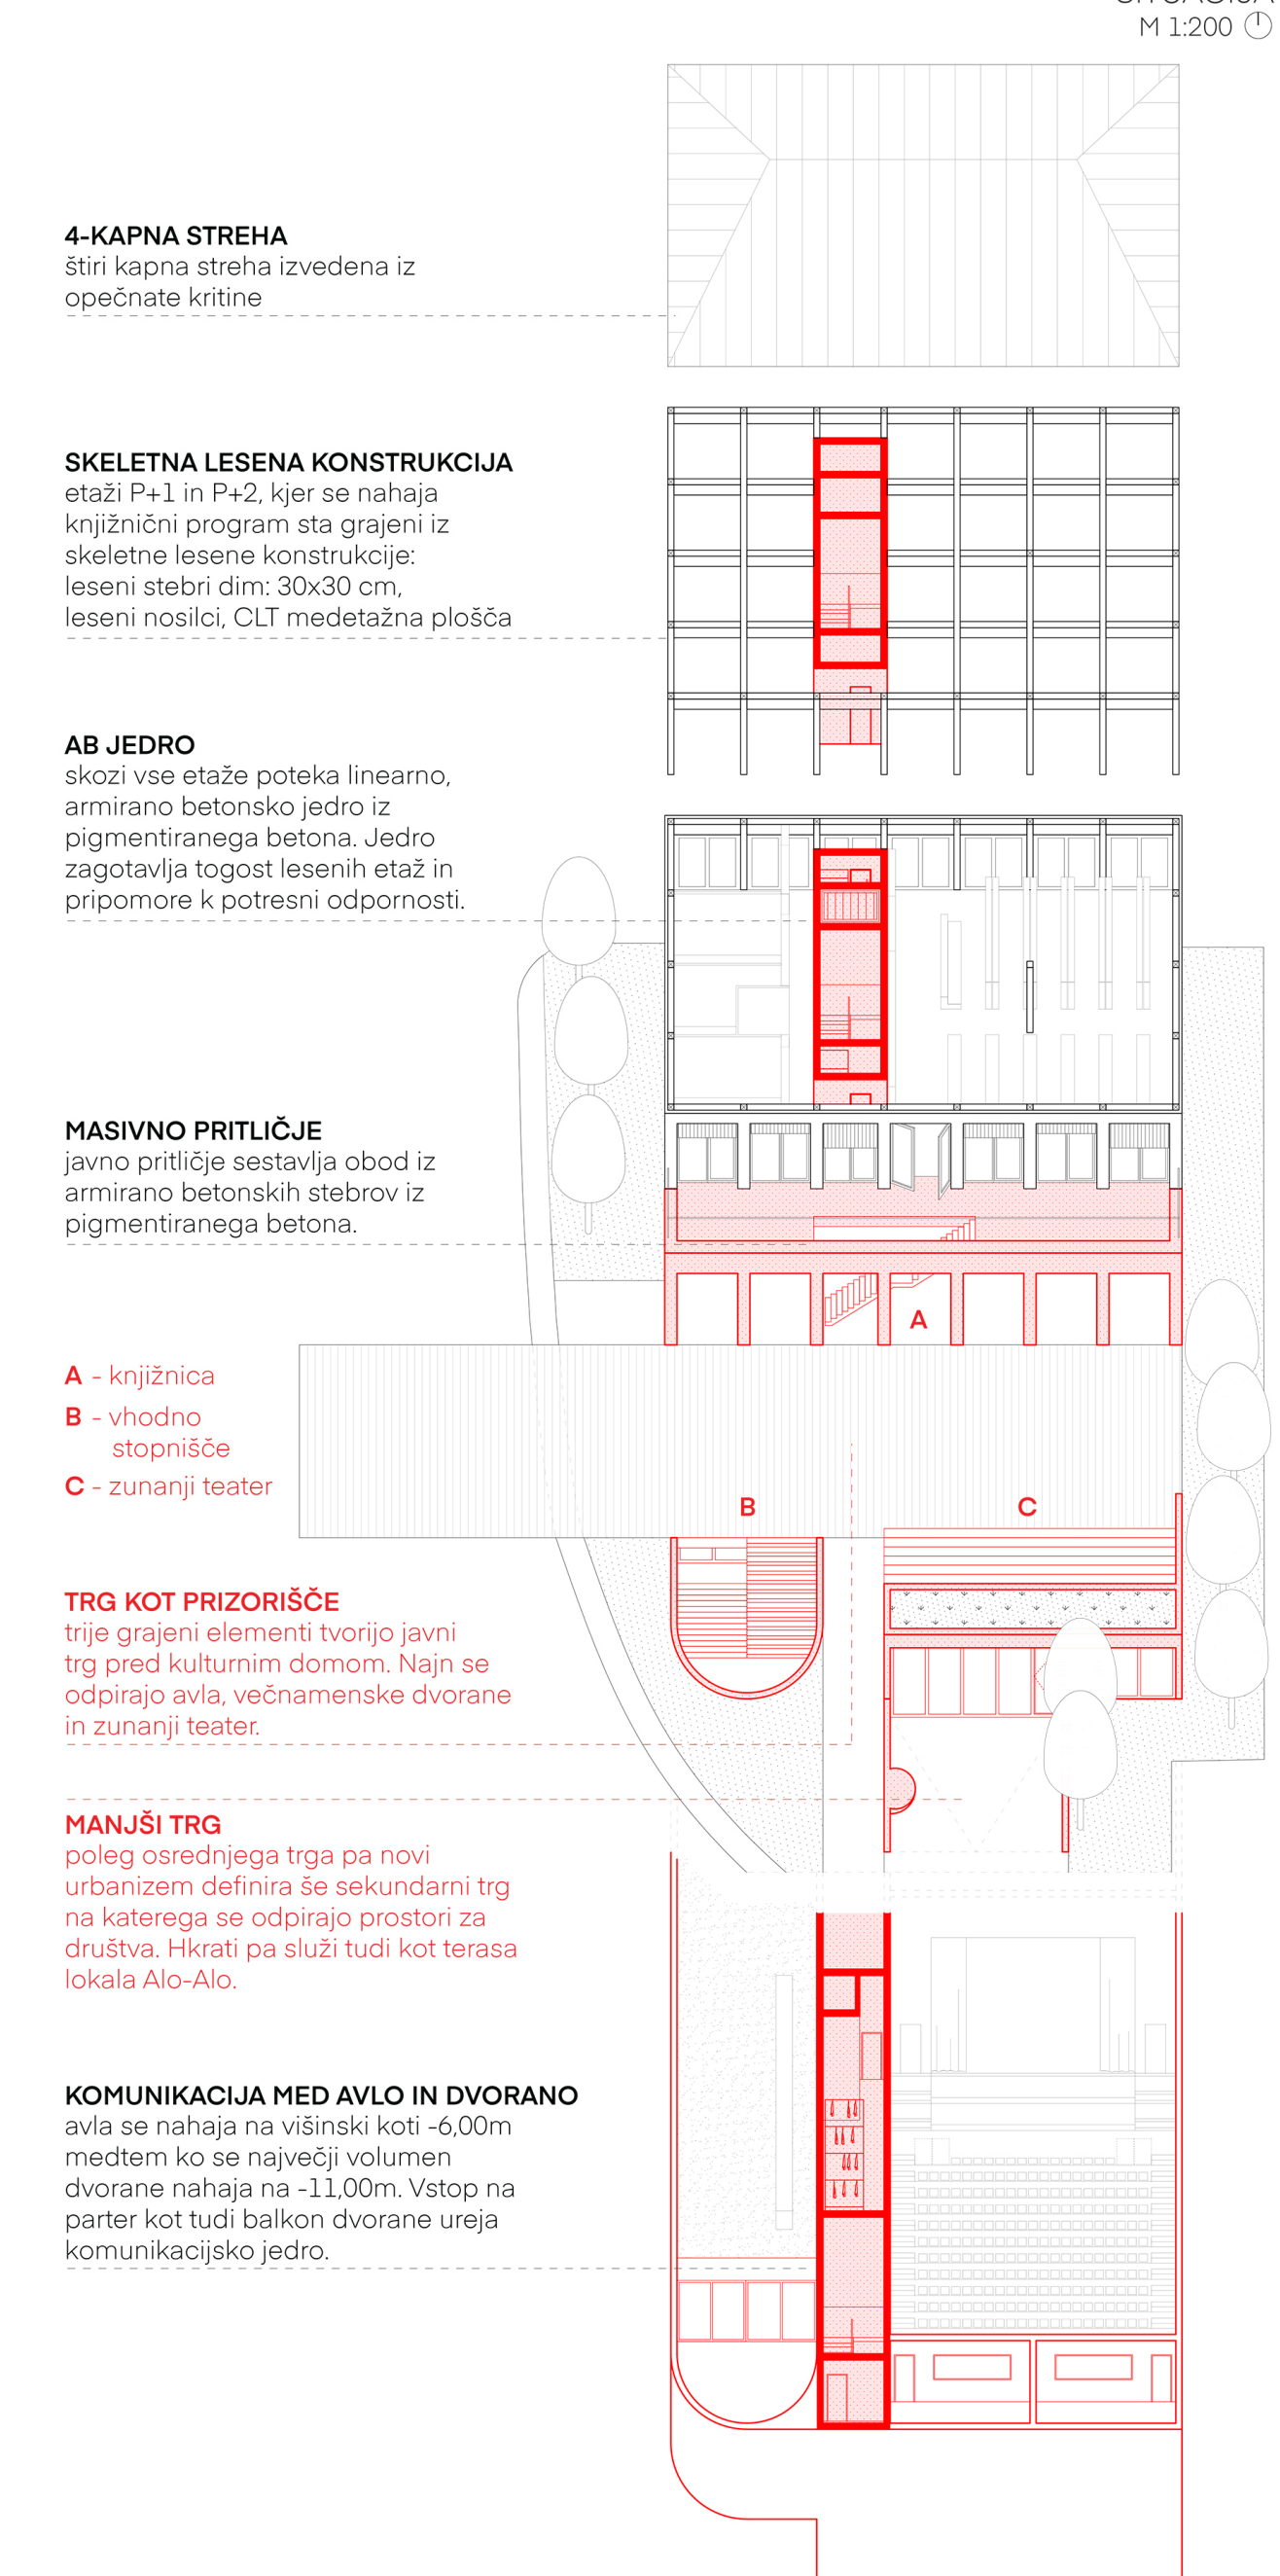 M 1:200
4-KAPNA STREHA
štiri kapna streha izvedena iz
opečnate kritine
SKELETNA LESENA KONSTRUKCIJA
etaži P+1 in P+2, kjer se nahaja
knjižnični program sta grajeni iz
skeletne lesene konstrukcije:
leseni stebri dim: 30x30 cm,
leseni nosilci, CLT medetažna plošča
AB JEDRO
skozi vse etaže poteka linearno,
armirano betonsko jedro iz
pigmentiranega betona. Jedro
zagotavlja togost lesenih etaž in
pripomore k potresni odpornosti.
MASIVNO PRITLIČJE
javno pritličje sestavlja obod iz
armirano betonskih stebrov iz
pigmentiranega betona.
A
A - knjižnica
B - vhodno
stopnišče
C - zunanji teater
B
C
TRG KOT PRIZORIŠČE
trije grajeni elementi tvorijo javni
trg pred kulturnim domom. Najn se
odpirajo avla, večnamenske dvorane
in zunanji teater.
MANJŠI TRG
poleg osrednjega trga pa novi
urbanizem definira še sekundarni trg
na katerega se odpirajo prostori za
društva. Hkrati pa služi tudi kot terasa
lokala Alo-Alo.
KOMUNIKACIJA MED AVLO IN DVORANO
avla se nahaja na višinski koti -6,00m
medtem ko se največji volumen
dvorane nahaja na -11,00m. Vstop na
parter kot tudi balkon dvorane ureja
komunikacijsko jedro.